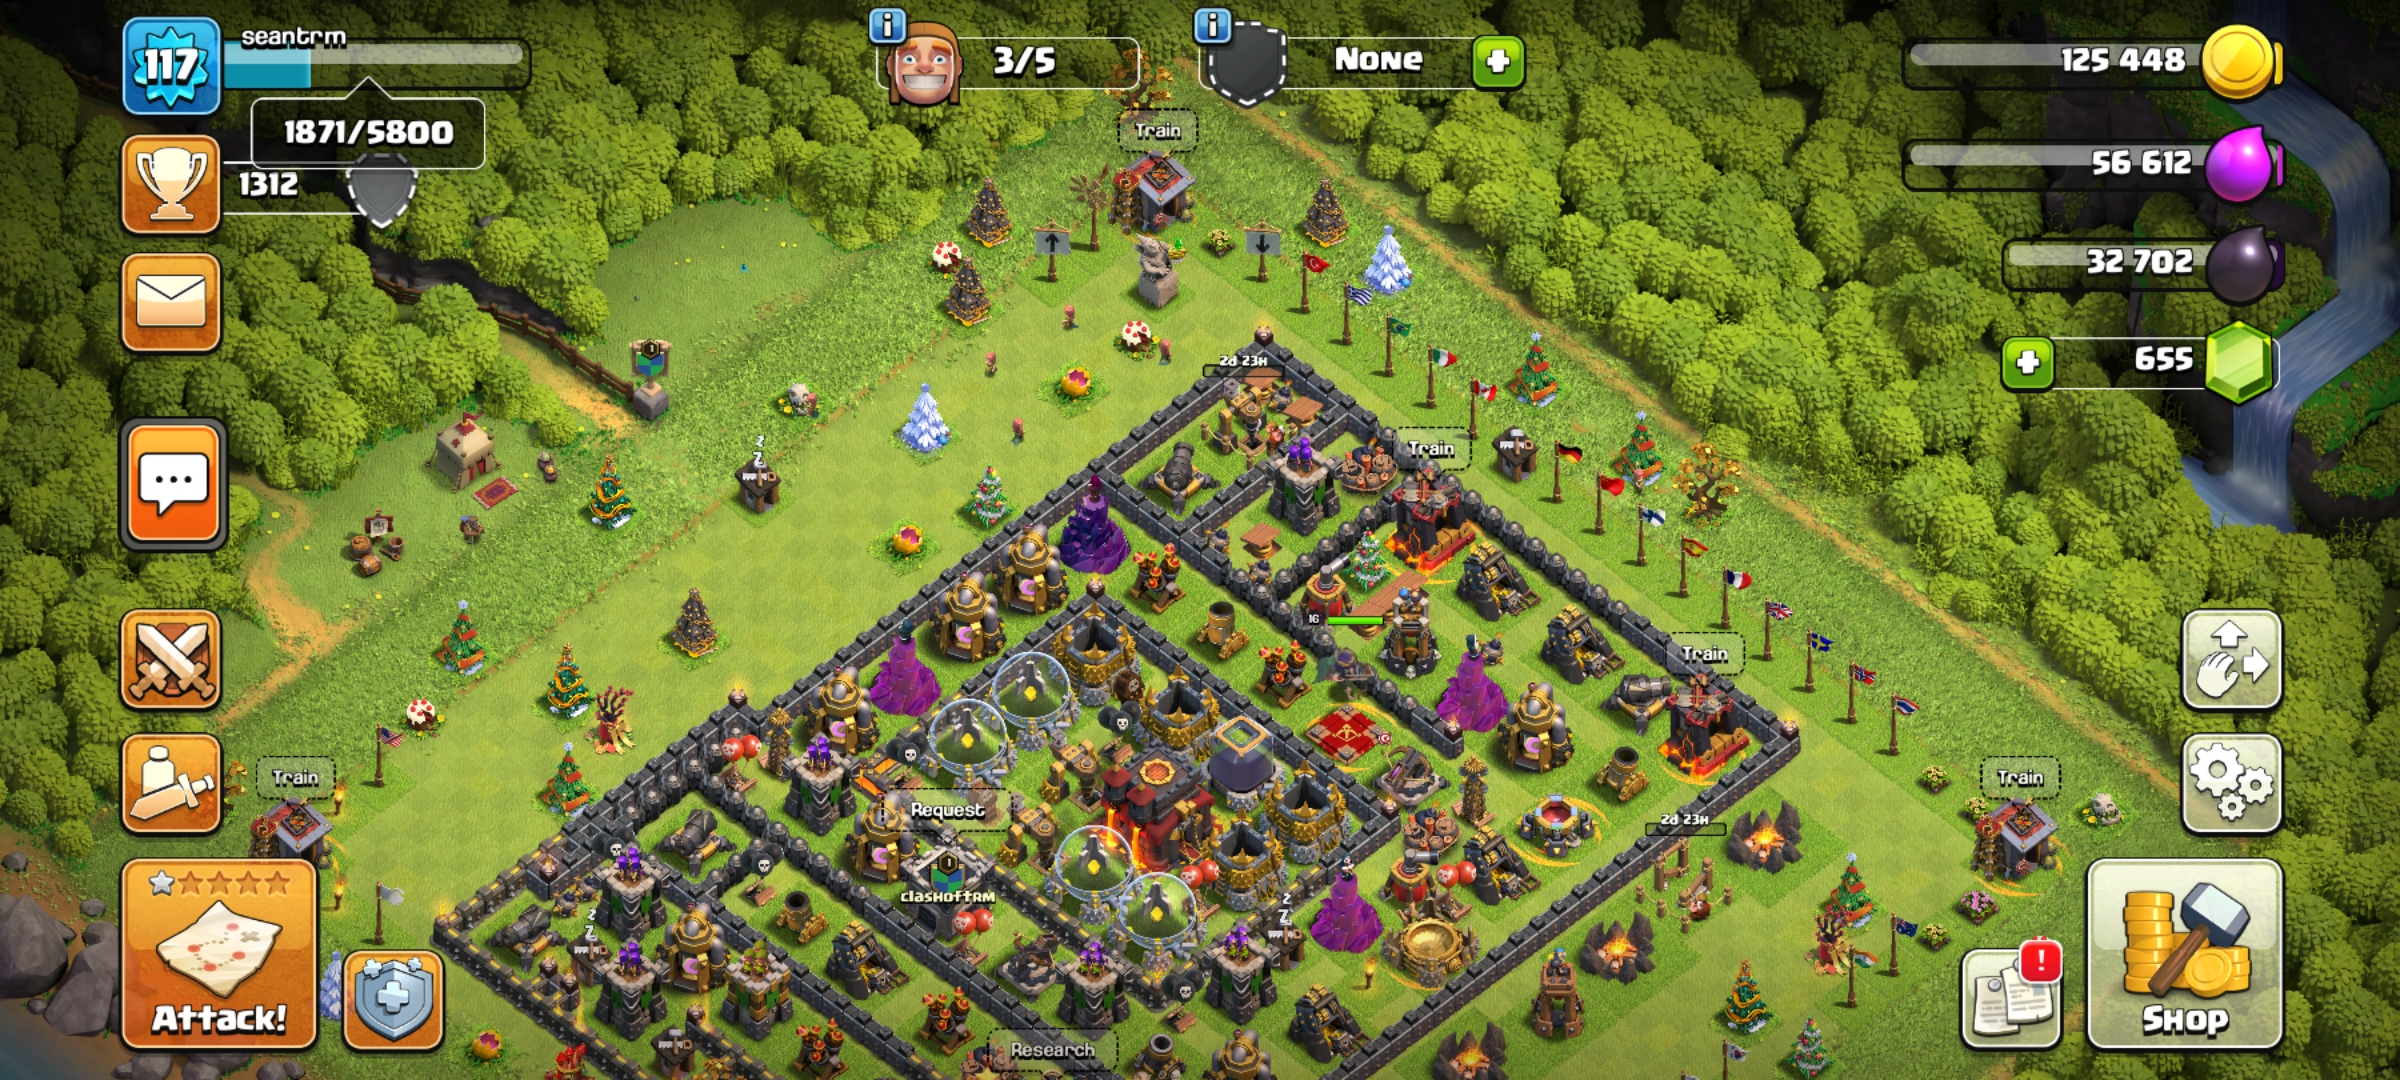 117
seantrm
1871/5800
1312
3/5
None
125 448
56 612
32 702
655
Train
2d 23H
Train
Train
Train
Train
2d 23H
Request
clashoftrm
Research
Attack!
Shop
!